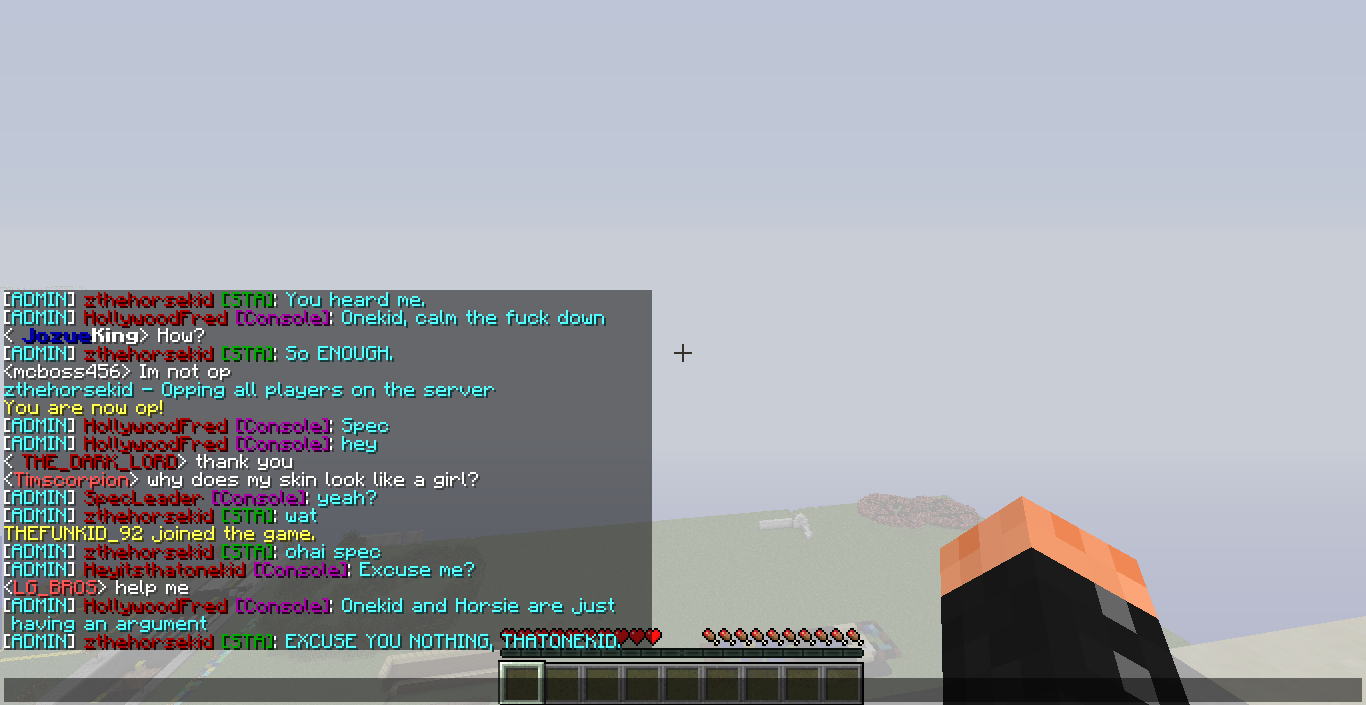 [ADMIN] zthehorsekid [STA]: You heard me.
[ADMIN] HollywoodFred [Console]: Onekid, calm the fuck down
< JozueKing> How?
[ADMIN] zthehorsekid [STA]: So ENOUGH.
<mcboss456> Im not op
zthehorsekid - Opping all players on the server
You are now op!
[ADMIN] HollywoodFred [Console]: Spec
[ADMIN] HollywoodFred [Console]: hey
< THE_DARK_LORD> thank you
<Timscorpion> why does my skin look like a girl?
[ADMIN] SpecLeader [Console]: yeah?
[ADMIN] zthehorsekid [STA]: wat
THEFUNKID_92 joined the game.
[ADMIN] zthehorsekid [STA]: ohai spec
[ADMIN] Heyitsthatonekid [Console]: Excuse me?
<LG_BROS> help me
[ADMIN] HollywoodFred [Console]: Onekid and Horsie are just
having an argument
[ADMIN] zthehorsekid [STA]: EXCUSE YOU NOTHING, THATONEKID.